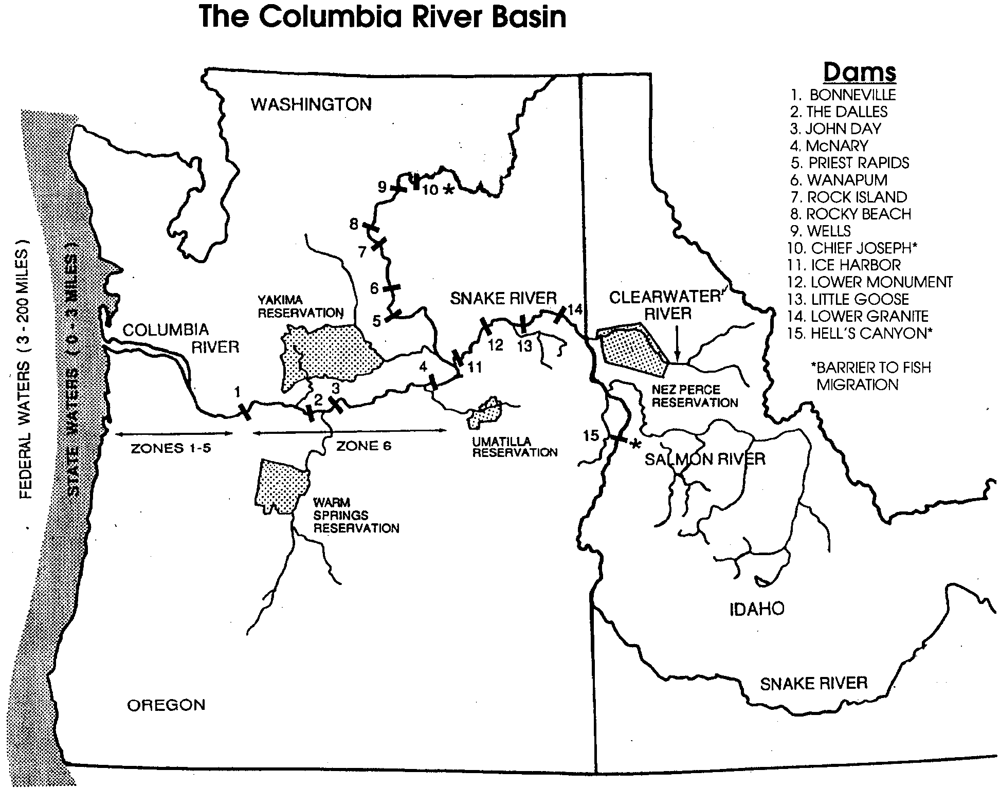 The Columbia River Basin
WASHINGTON
Dams
1. BONNEVILLE
2. THE DALLES
3. JOHN DAY
4. McNARY
5. PRIEST RAPIDS
6. WANAPUM
7. ROCK ISLAND
8. ROCKY BEACH
9. WELLS
10. CHIEF JOSEPH*
11. ICE HARBOR
12. LOWER MONUMENT
13. LITTLE GOOSE
14. LOWER GRANITE
15. HELL'S CANYON*
*BARRIER TO FISH
MIGRATION
FEDERAL WATERS (3 - 200 MILES)
STATE WATERS (0 - 3 MILES)
9
10 *
8
7
6
5
YAKIMA
RESERVATION
SNAKE RIVER
14
CLEARWATER
RIVER
COLUMBIA
RIVER
12
13
11
4
1
2
3
NEZ PERCE
RESERVATION
ZONES 1-5
ZONE 6
UMATILLA
RESERVATION
15
*
SALMON RIVER
WARM
SPRINGS
RESERVATION
IDAHO
SNAKE RIVER
OREGON